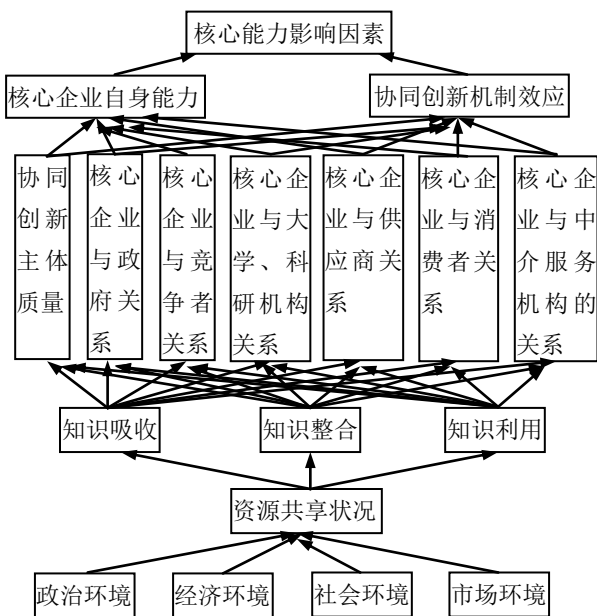 核心能力影响因素
核心企业自身能力
协同创新机制效应
协同
创新
主体
质量
核心
企业
与政
府关
系
核心
企业
与竞
争者
关系
核心企
业与大
学、科
研机构
关系
核心企
业与供
应商关
系
核心企
业与消
费者关
系
核心企
业与中
介服务
机构的
关系
知识吸收
知识整合
知识利用
资源共享状况
政治环境
经济环境
社会环境
市场环境